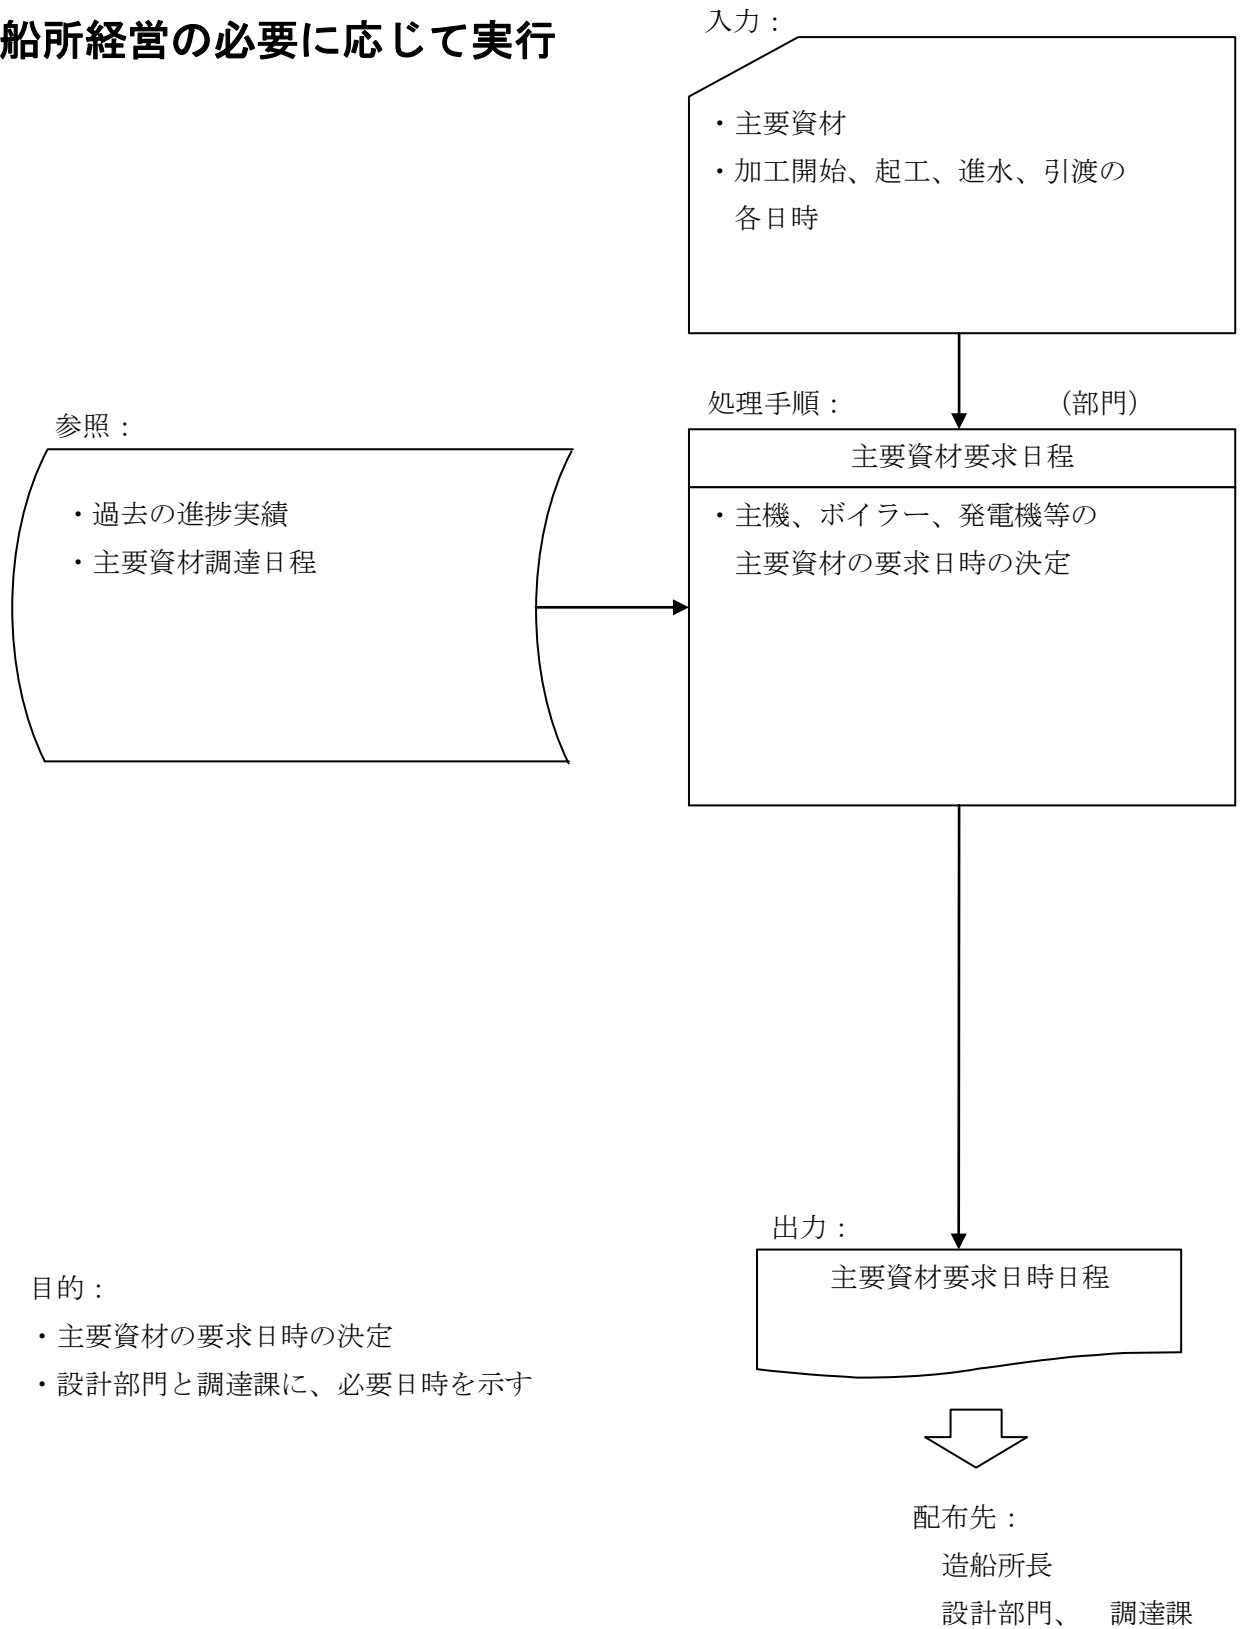 船所経営の必要に応じて実行
入力：
・主要資材
・加工開始、起工、進水、引渡の
各日時
処理手順： （部門）
参照：
主要資材要求日程
・過去の進捗実績
・主要資材調達日程
・主機、ボイラー、発電機等の
主要資材の要求日時の決定
出力：
主要資材要求日時日程
目的：
・主要資材の要求日時の決定
・設計部門と調達課に、必要日時を示す
配布先：
造船所長
設計部門、 調達課